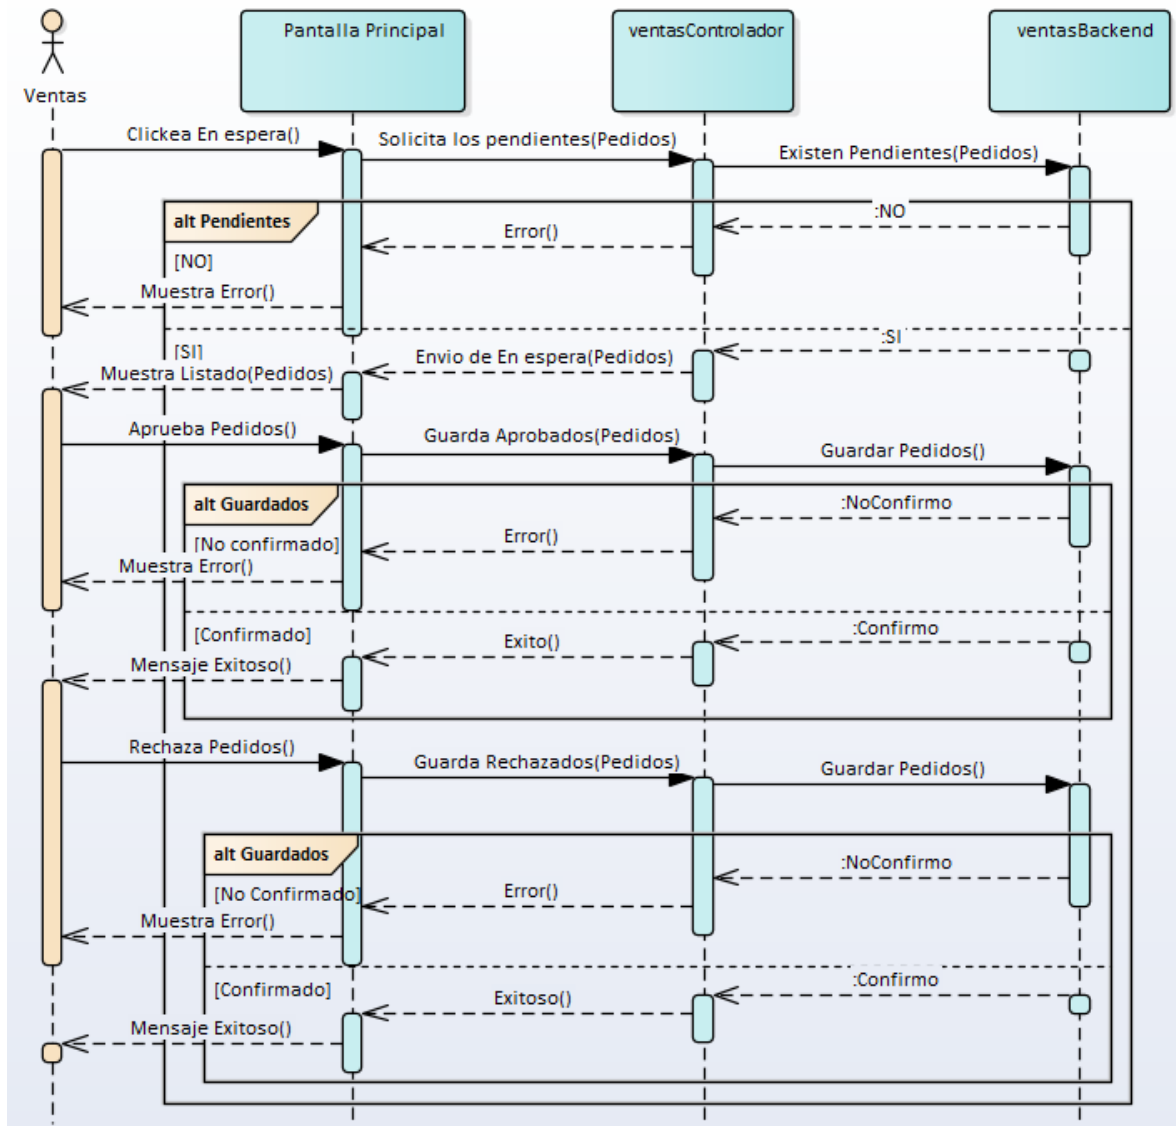 Pantalla Principal
ventasControlador
ventasBackend
Ventas
Clickea En espera()
Solicita los pendientes(Pedidos)
Existen Pendientes(Pedidos)
alt Pendientes
:NO
Error()
[NO]
Muestra Error()
:SI
[SI]
Envio de En espera(Pedidos)
Muestra Listado(Pedidos)
Aprueba Pedidos()
Guarda Aprobados(Pedidos)
Guardar Pedidos()
alt Guardados
:NoConfirmo
Error()
[No confirmado]
Muestra Error()
[Confirmado]
:Confirmo
Exito()
Mensaje Exitoso()
Rechaza Pedidos()
Guarda Rechazados(Pedidos)
Guardar Pedidos()
alt Guardados
:NoConfirmo
[No Confirmado]
Error()
Muestra Error()
:Confirmo
[Confirmado]
Exitoso()
Mensaje Exitoso()